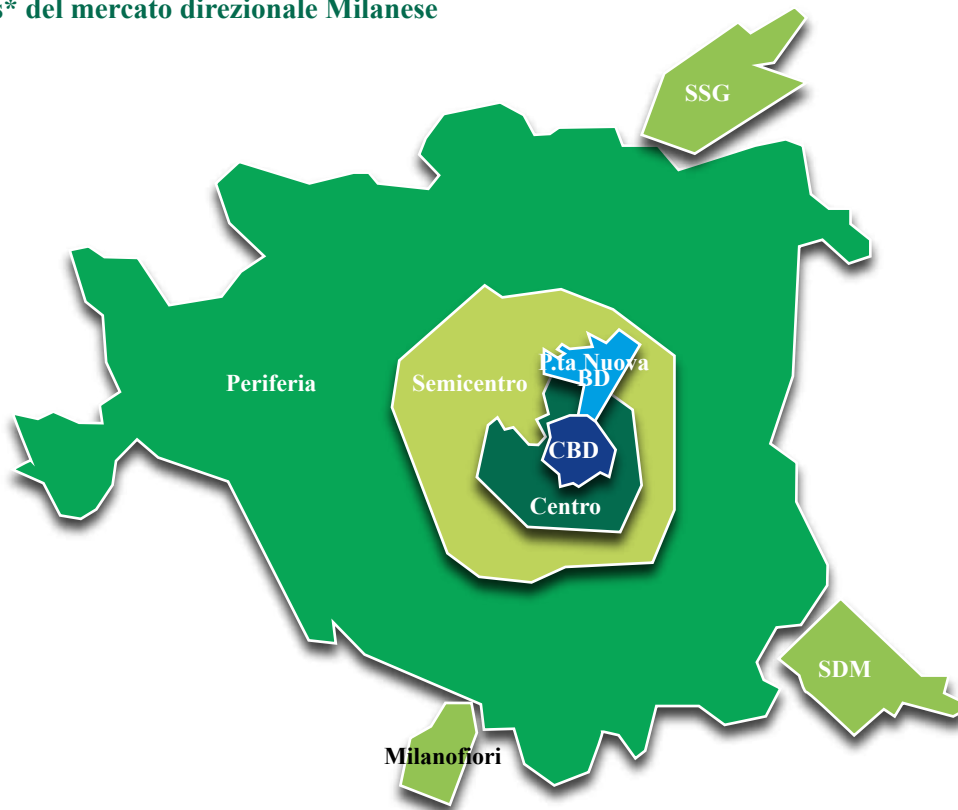 s* del mercato direzionale Milanese
SSG
P.ta Nuova
BD
Periferia
Semicentro
CBD
Centro
SDM
Milanofiori